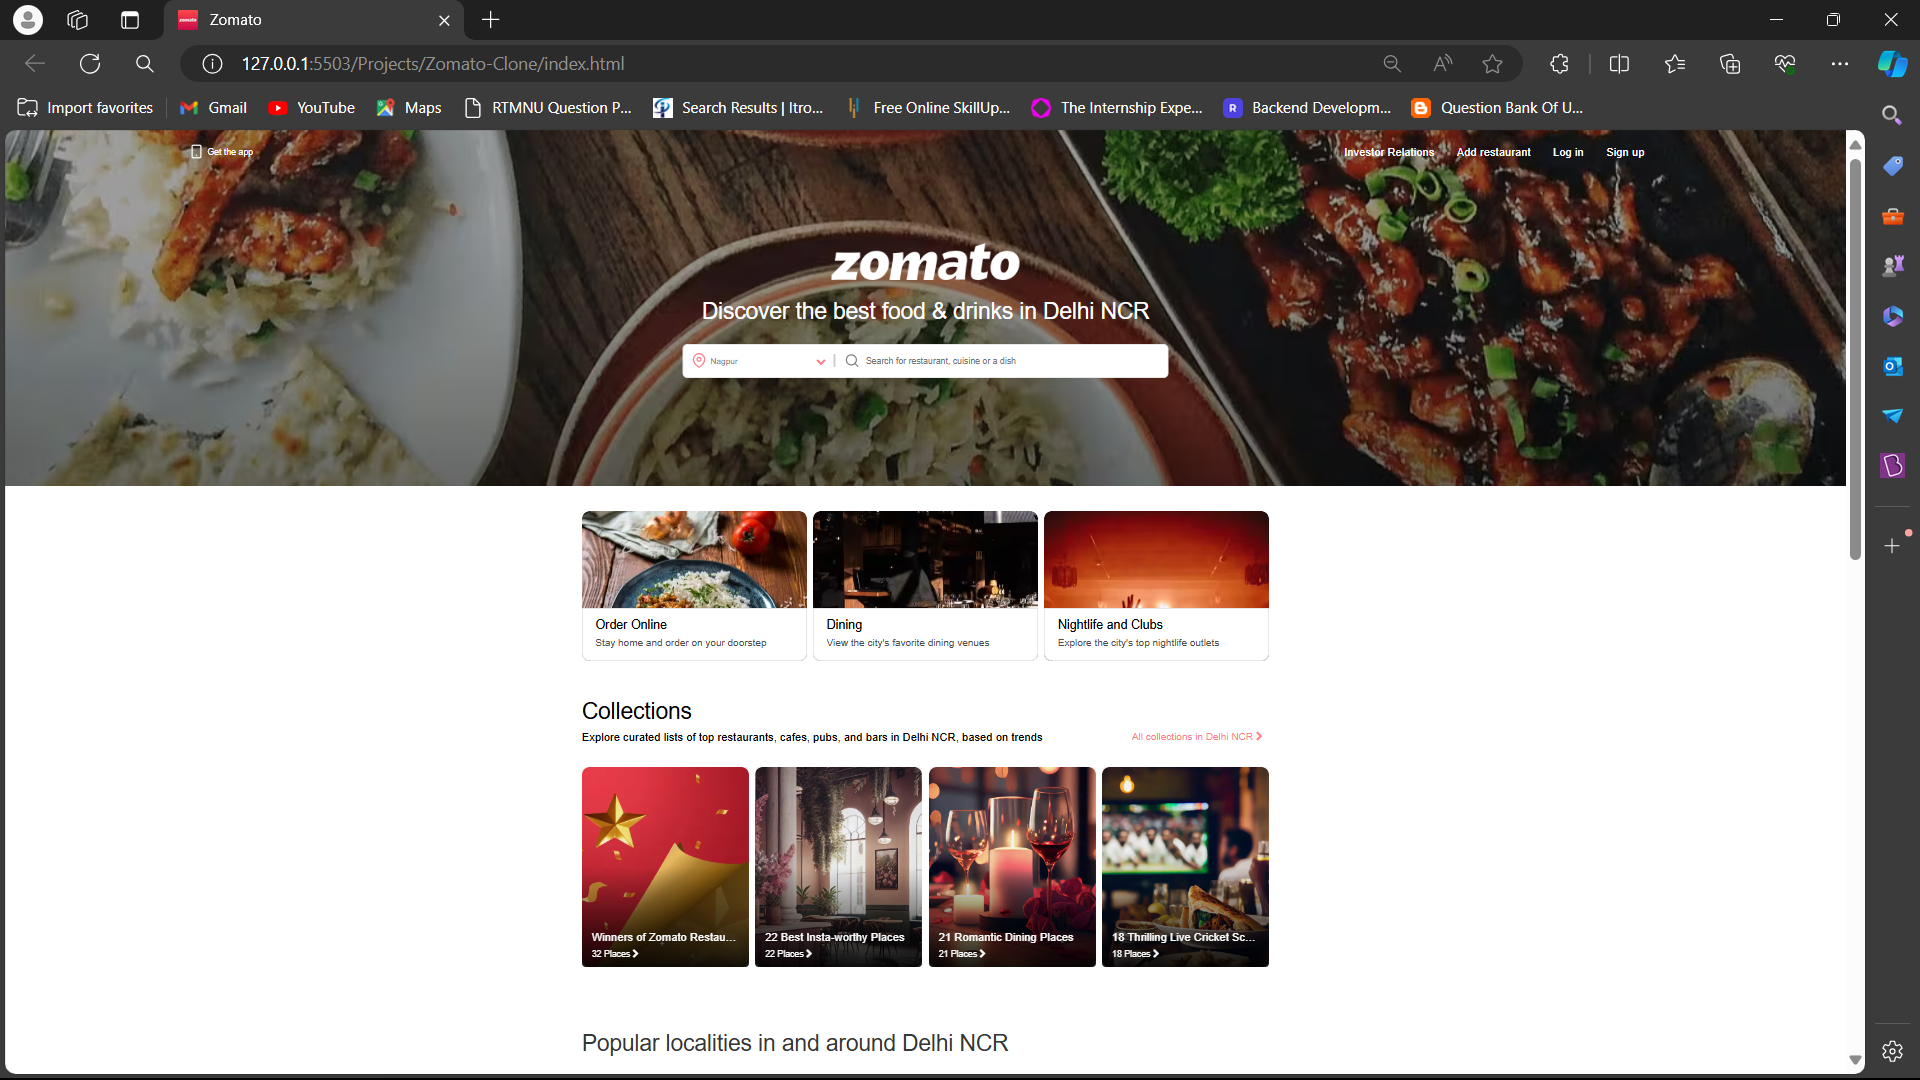 Zomato
127.0.0.1:5503/Projects/Zomato-Clone/index.html
Import favorites
Gmail
YouTube
Maps
RTMNU Question P...
Search Results | Itro...
Free Online SkillUp...
The Internship Expe...
R
Backend Developm...
Question Bank Of U...
Get the app
Investor Relations
Add restaurant
Log in
Sign up
zomato
Discover the best food & drinks in Delhi NCR
Nagpur
Search for restaurant, cuisine or a dish
Order Online
Stay home and order on your doorstep
Dining
View the city's favorite dining venues
Nightlife and Clubs
Explore the city's top nightlife outlets
Collections
Explore curated lists of top restaurants, cafes, pubs, and bars in Delhi NCR, based on trends
All collections in Delhi NCR
Winners of Zomato Restau...
32 Places
22 Best Insta-worthy Places
22 Places
21 Romantic Dining Places
21 Places
18 Thrilling Live Cricket Sc...
18 Places
Popular localities in and around Delhi NCR